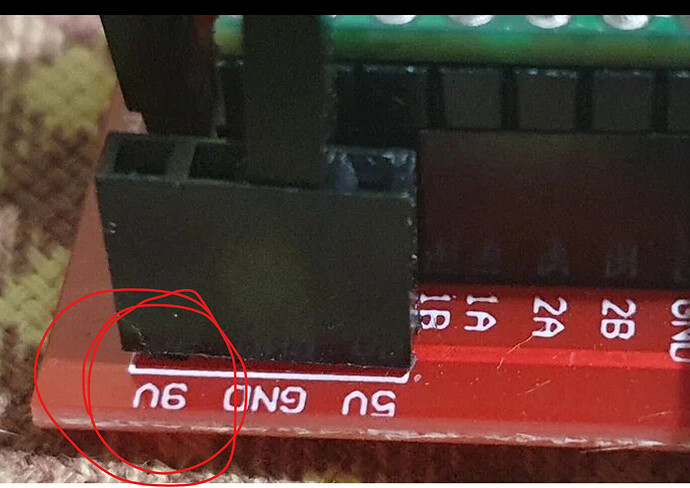 1B 1A 2A 2B GND
9V GND 5V